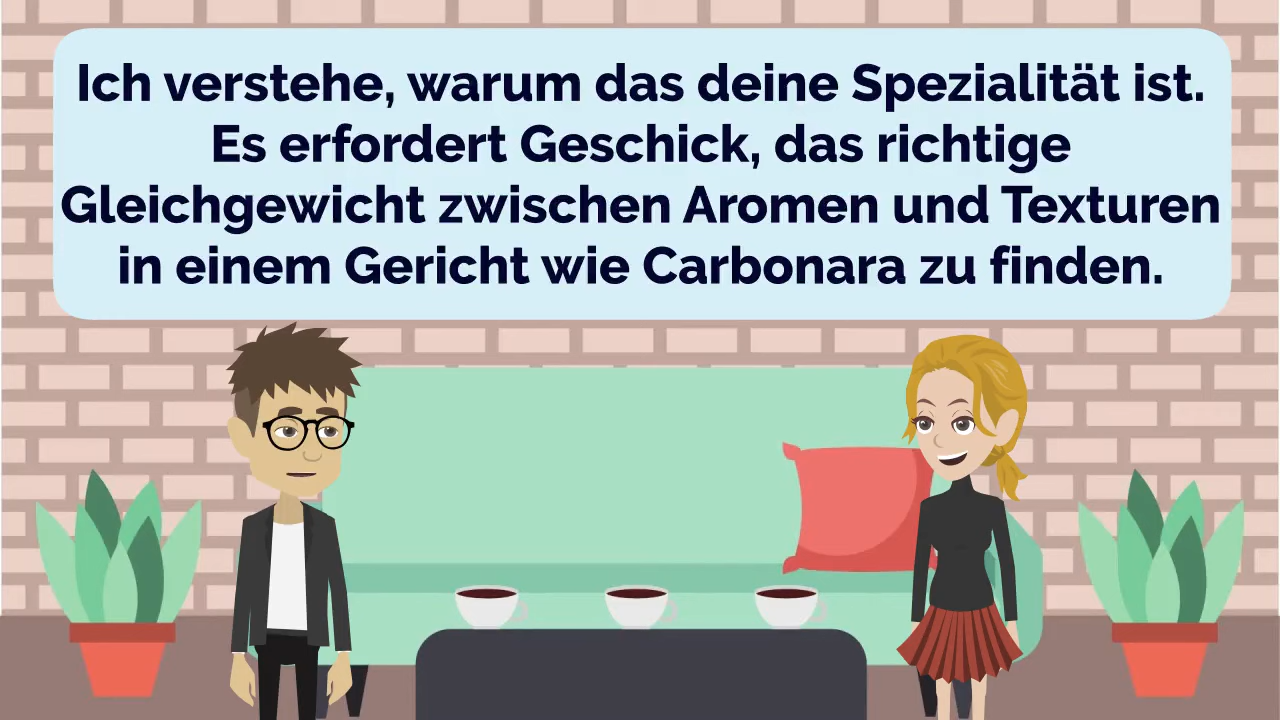 Ich verstehe, warum das deine Spezialität ist.
Es erfordert Geschick, das richtige
Gleichgewicht zwischen Aromen und Texturen
in einem Gericht wie Carbonara zu finden.